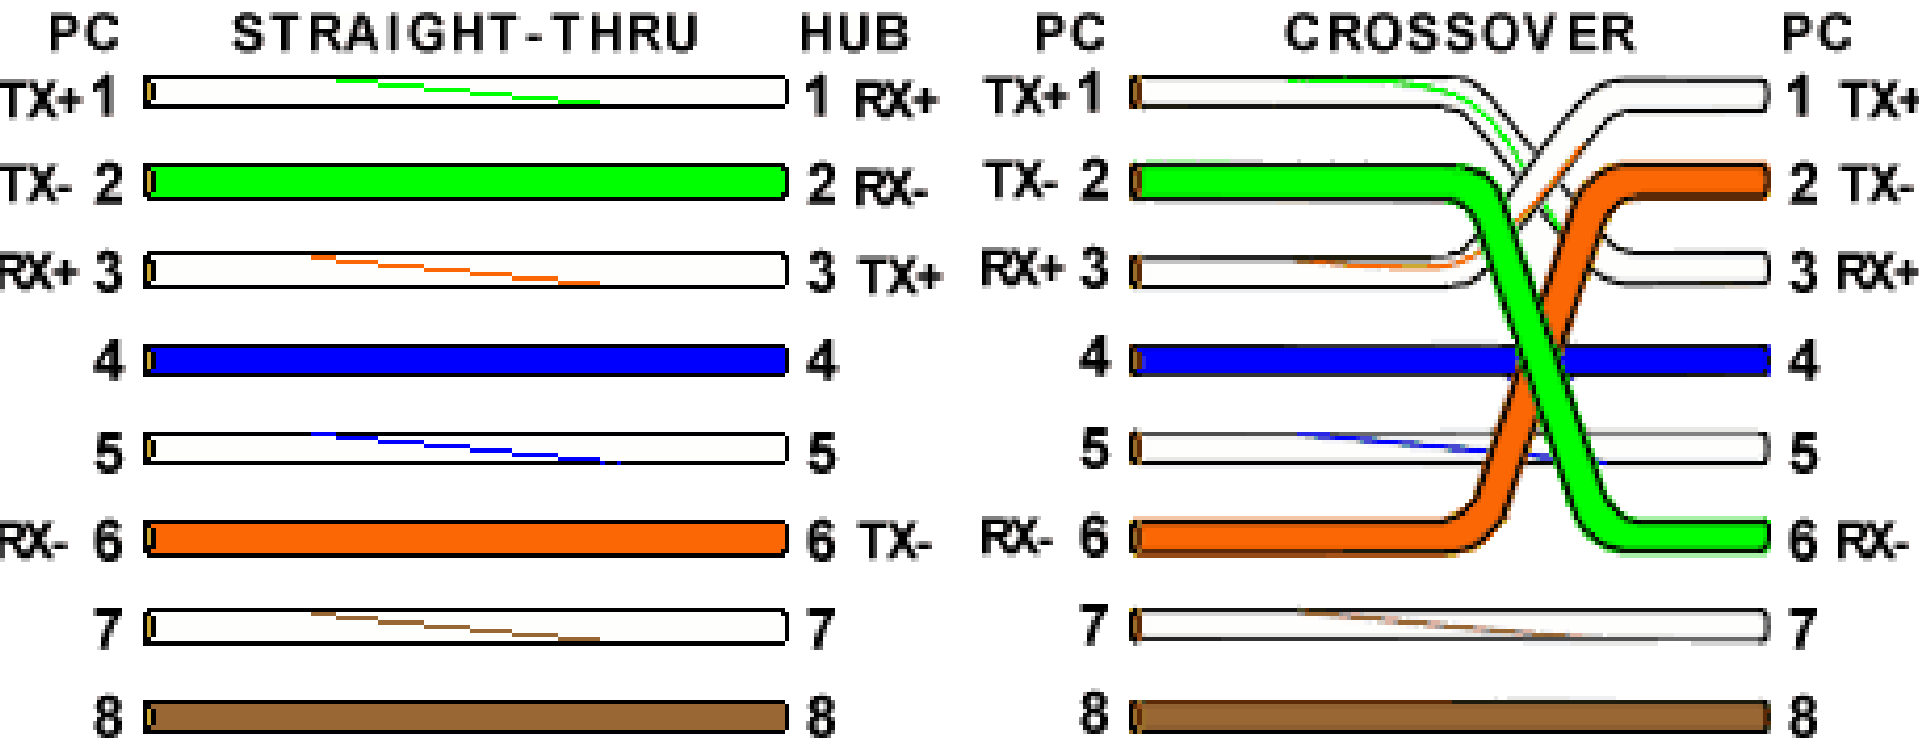 PC STRAIGHT-THRU HUB PC CROSSOVER PC
TX+ 1 1 RX+ TX+ 1 1 TX+
TX- 2 2 RX- TX- 2 2 TX-
RX+ 3 3 TX+ RX+ 3 3 RX+
4 4 4 4
5 5 5 5
RX- 6 6 TX- RX- 6 6 RX-
7 7 7 7
8 8 8 8